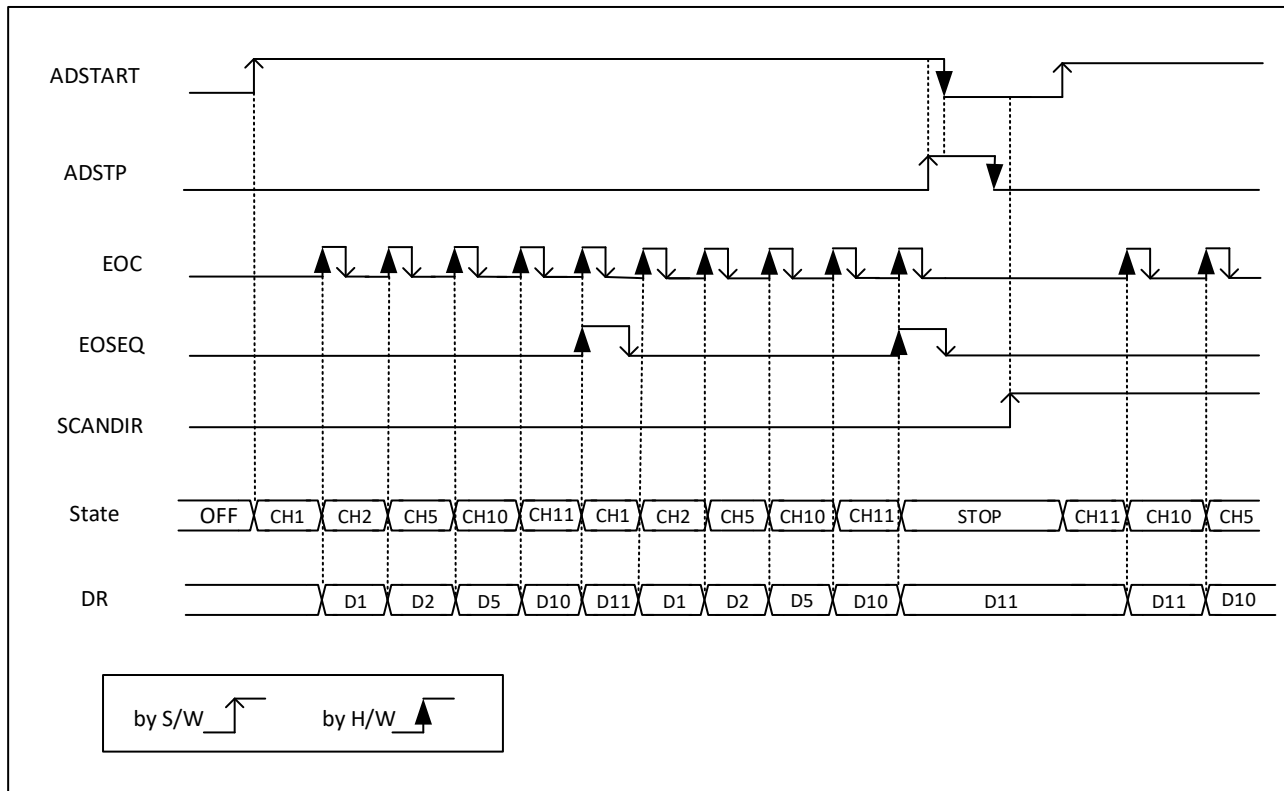 ADSTART
ADSTP
EOC
EOSEQ
SCANDIR
State OFF CH1 CH2 CH5 CH10 CH11 CH1 CH2 CH5 CH10 CH11 STOP CH11 CH10 CH5
DR D1 D2 D5 D10 D11 D1 D2 D5 D10 D11 D11 D10
by S/W by H/W